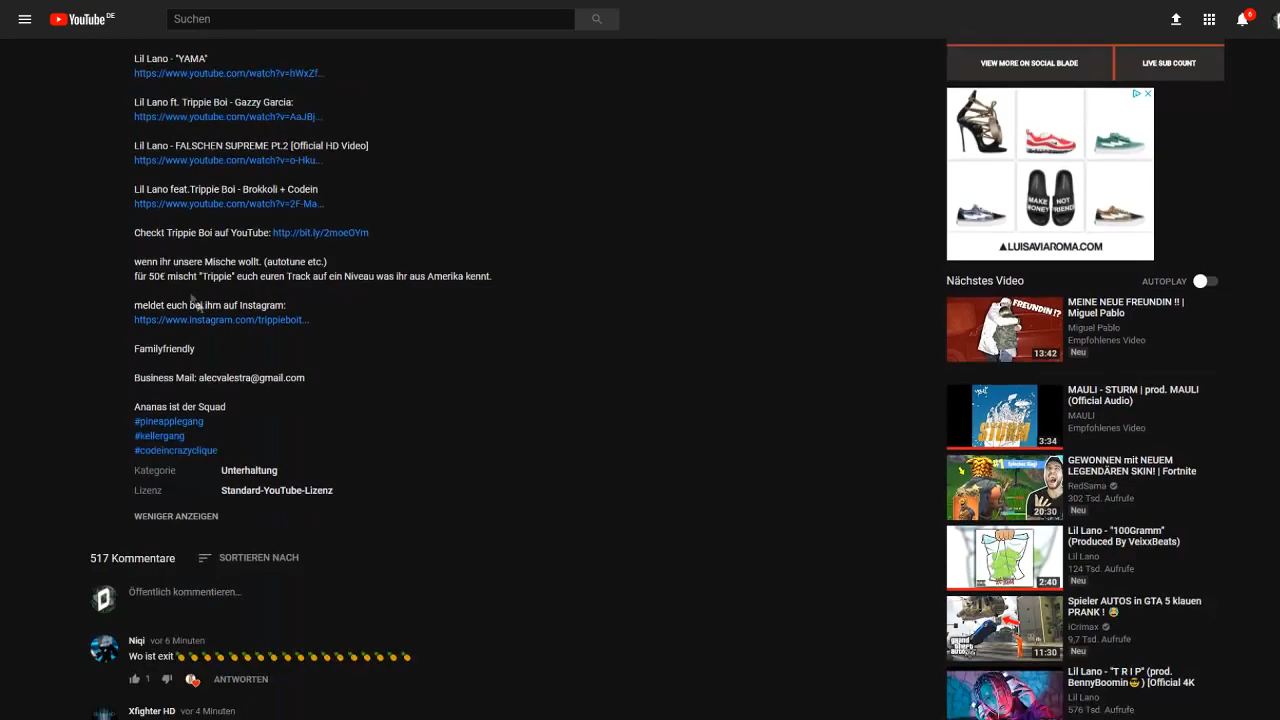 YouTube DE
Suchen
6
Lil Lano - "YAMA"
https://www.youtube.com/watch?v=hWxZf...
Lil Lano ft. Trippie Boi - Gazzy Garcia:
https://www.youtube.com/watch?v=AaJBj...
Lil Lano - FALSCHEN SUPREME Pt.2 [Official HD Video]
https://www.youtube.com/watch?v=o-Hku...
Lil Lano feat.Trippie Boi - Brokkoli + Codein
https://www.youtube.com/watch?v=2F-Ma...
Checkt Trippie Boi auf YouTube: http://bit.ly/2moeOYm
wenn ihr unsere Mische wollt. (autotune etc.)
für 50€ mischt "Trippie" euch euren Track auf ein Niveau was ihr aus Amerika kennt.
meldet euch bei ihm auf Instagram:
https://www.instagram.com/trippieboit...
Familyfriendly
Business Mail: alecvalestra@gmail.com
Ananas ist der Squad
#pineapplegang
#kellergang
#codeincrazyclique
Kategorie Unterhaltung
Lizenz Standard-YouTube-Lizenz
WENIGER ANZEIGEN
517 Kommentare SORTIEREN NACH
Öffentlich kommentieren...
Niqi vor 6 Minuten
Wo ist exit🍍🍍🍍🍍🍍🍍🍍🍍🍍🍍🍍🍍🍍🍍🍍🍍🍍🍍
1 ANTWORTEN
Xfighter HD vor 4 Minuten
VIEW MORE ON SOCIAL BLADE
LIVE SUB COUNT
MAKE MONEY
NOT FRIENDS
LUISAVIAROMA.COM
Nächstes Video AUTOPLAY
FREUNDIN !?
13:42
MEINE NEUE FREUNDIN !! |
Miguel Pablo
Miguel Pablo
Empfohlenes Video
Neu
STURM
3:34
MAULI - STURM | prod. MAULI
(Official Audio)
MAULI
Empfohlenes Video
20:30
GEWONNEN mit NEUEM
LEGENDÄREN SKIN! | Fortnite
RedSama
302 Tsd. Aufrufe
Neu
2:40
Lil Lano - "100Gramm"
(Produced By VeixxBeats)
Lil Lano
124 Tsd. Aufrufe
Neu
grand theft auto
11:30
Spieler AUTOS in GTA 5 klauen
PRANK ! 😂
iCrimax
9,7 Tsd. Aufrufe
Neu
Lil Lano - "T R I P" (prod.
BennyBoomin😎) [Official 4K
Lil Lano
576 Tsd. Aufrufe